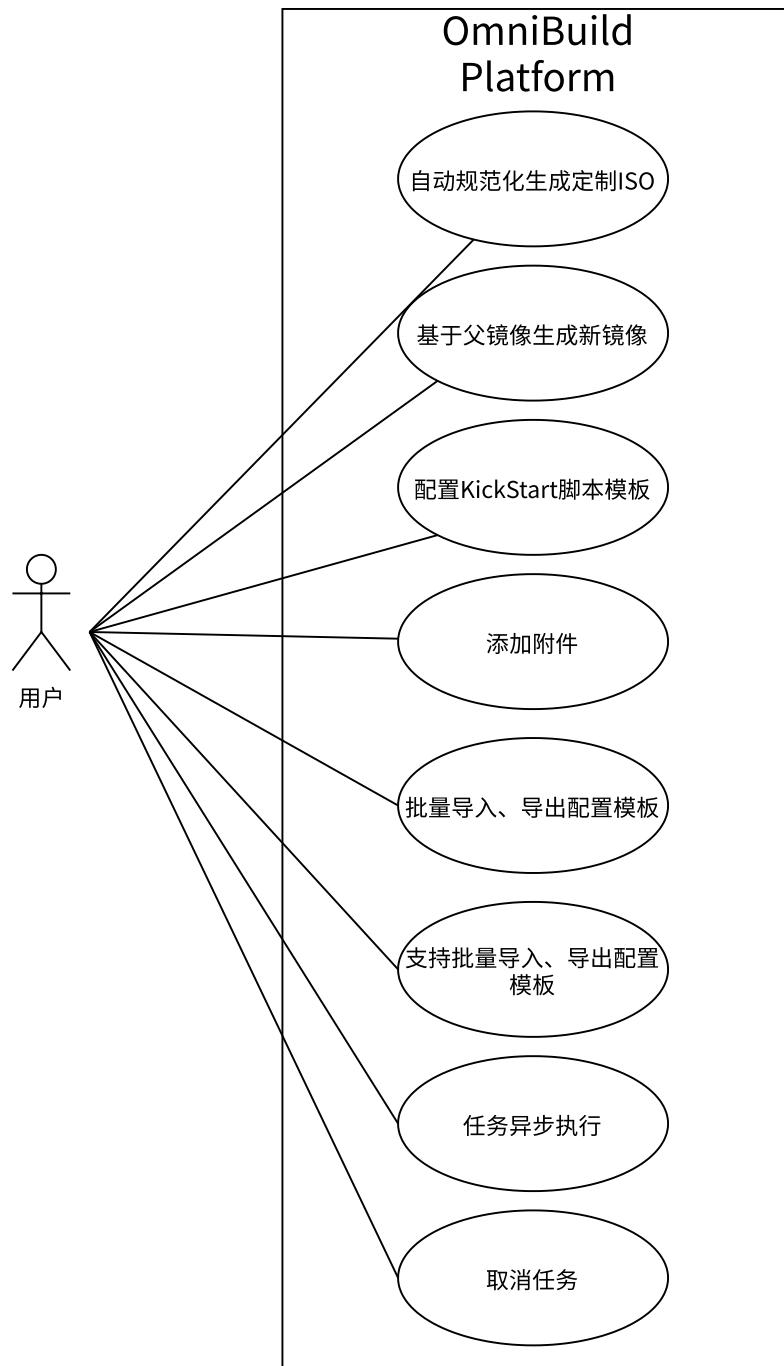 OmniBuild
Platform
自动规范化生成定制ISO
基于父镜像生成新镜像
配置KickStart脚本模板
添加附件
用户
批量导入、导出配置模板
支持批量导入、导出配置
模板
任务异步执行
取消任务